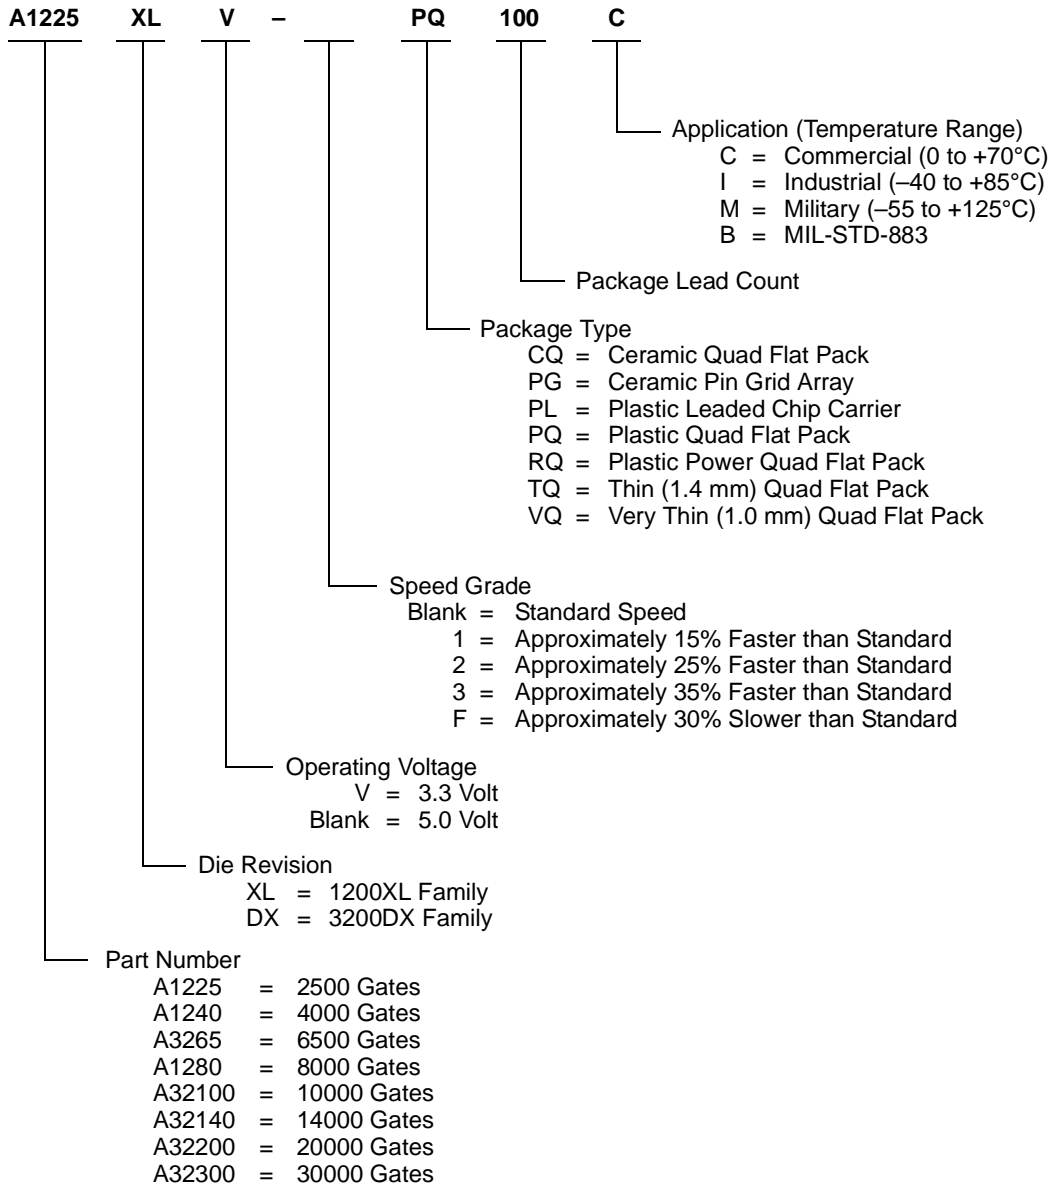 A1225 XL V – PQ 100 C
Application (Temperature Range)
C = Commercial (0 to +70°C)
I = Industrial (–40 to +85°C)
M = Military (–55 to +125°C)
B = MIL-STD-883
Package Lead Count
Package Type
CQ = Ceramic Quad Flat Pack
PG = Ceramic Pin Grid Array
PL = Plastic Leaded Chip Carrier
PQ = Plastic Quad Flat Pack
RQ = Plastic Power Quad Flat Pack
TQ = Thin (1.4 mm) Quad Flat Pack
VQ = Very Thin (1.0 mm) Quad Flat Pack
Speed Grade
Blank = Standard Speed
1 = Approximately 15% Faster than Standard
2 = Approximately 25% Faster than Standard
3 = Approximately 35% Faster than Standard
F = Approximately 30% Slower than Standard
Operating Voltage
V = 3.3 Volt
Blank = 5.0 Volt
Die Revision
XL = 1200XL Family
DX = 3200DX Family
Part Number
A1225 = 2500 Gates
A1240 = 4000 Gates
A3265 = 6500 Gates
A1280 = 8000 Gates
A32100 = 10000 Gates
A32140 = 14000 Gates
A32200 = 20000 Gates
A32300 = 30000 Gates